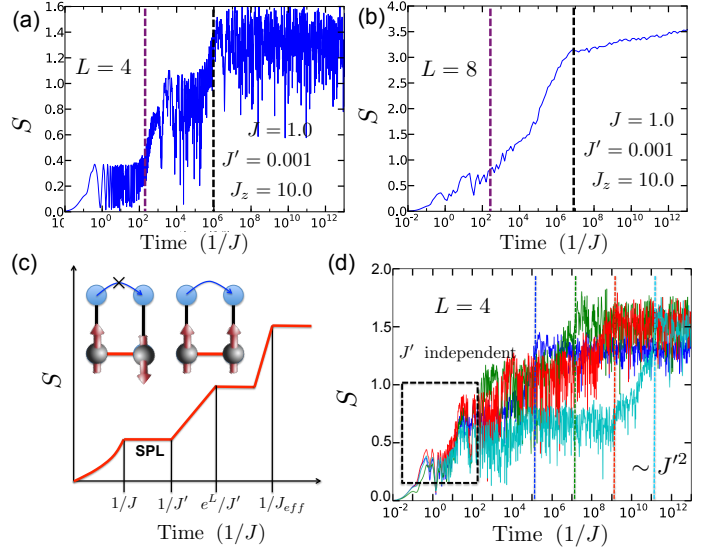 (a)
1.6
1.4
1.2
1.0
0.8
0.6
0.4
0.2
1.0
S
L = 4
J = 1.0
J′ = 0.001
J_z = 10.0
10^0 10^2 10^4 10^6 10^8 10^10 10^12
Time (1/J)
(b)
4.0
3.5
3.0
2.5
2.0
1.5
1.0
0.5
0.0
S
L = 8
J = 1.0
J′ = 0.001
J_z = 10.0
10^0 10^2 10^4 10^6 10^8 10^10 10^12
Time (1/J)
(c)
S
SPL
1/J 1/J′ e^L/J′ 1/J_eff
Time (1/J)
(d)
2.0
1.5
1.0
0.5
0.0
S
L = 4
J′ independent
∼ J′^2
10^-2 10^0 10^2 10^4 10^6 10^8 10^10 10^12
Time (1/J)